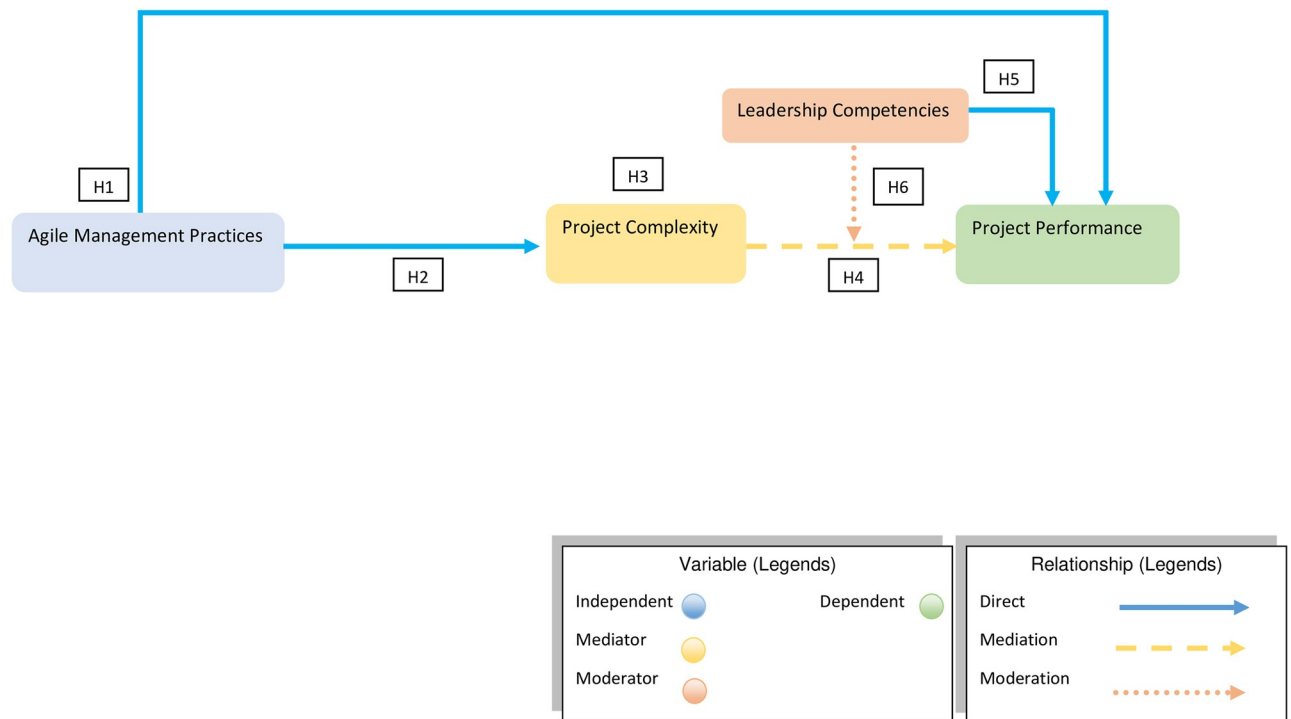 H5
Leadership Competencies
H1
H3
H6
Agile Management Practices
Project Complexity
Project Performance
H2
H4
Variable (Legends)
Independent
Dependent
Mediator
Moderator
Relationship (Legends)
Direct
Mediation
Moderation